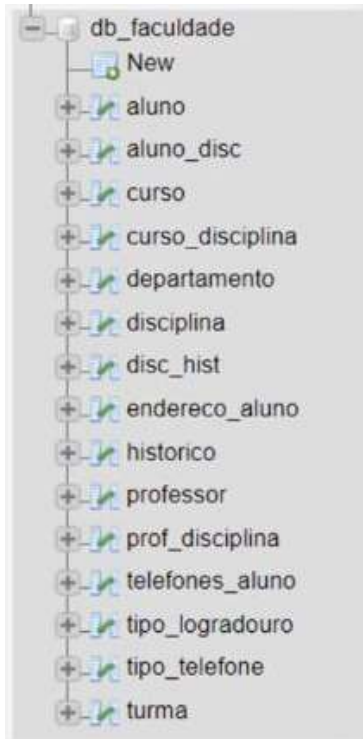 db_faculdade
New
aluno
aluno_disc
curso
curso_disciplina
departamento
disciplina
disc_hist
endereco_aluno
historico
professor
prof_disciplina
telefones_aluno
tipo_logradouro
tipo_telefone
turma